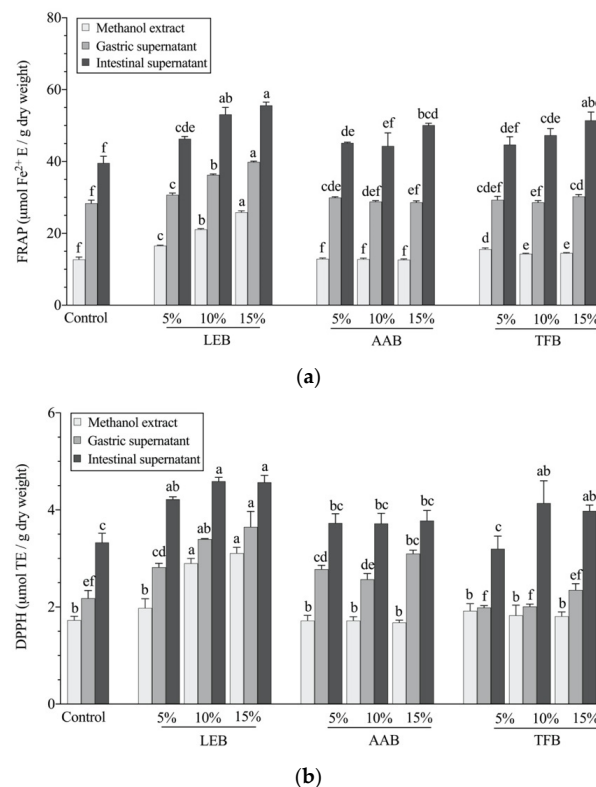 80
60
40
20
0
FRAP (μmol Fe²⁺ E / g dry weight)
Methanol extract
Gastric supernatant
Intestinal supernatant
f f f
c c cde
b b ab
a a a
f cde de
f def ef
f ef bcd
d cdef def
e ef cde
e cd abc
Control 5% 10% 15% 5% 10% 15% 5% 10% 15%
LEB AAB TFB
(a)
6
4
2
0
DPPH (μmol TE / g dry weight)
Methanol extract
Gastric supernatant
Intestinal supernatant
b ef c
b cd ab
a ab a
a a a
b cd bc
b de bc
b bc bc
b f c
b f ab
b ef ab
Control 5% 10% 15% 5% 10% 15% 5% 10% 15%
LEB AAB TFB
(b)